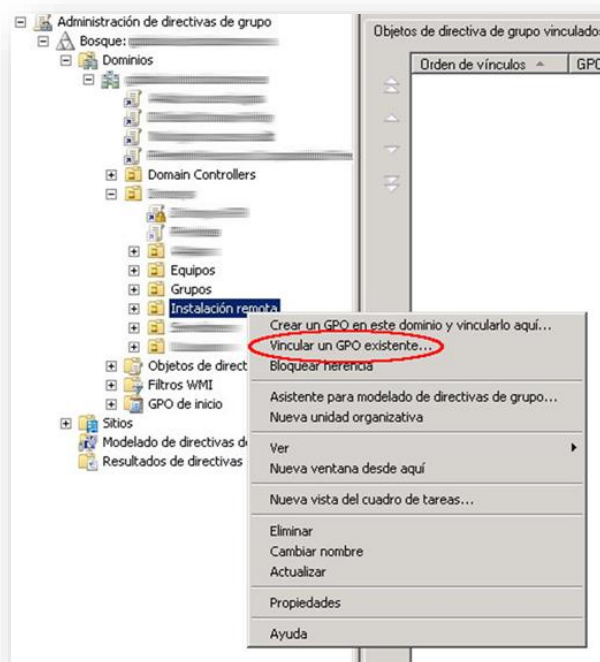 Administración de directivas de grupo
Bosque:
Dominios
Domain Controllers
Equipos
Grupos
Instalación remota
Objetos de direct
Filtros WMI
GPO de inicio
Sitios
Modelado de directivas d
Resultados de directivas
Objetos de directiva de grupo vinculados
Orden de vínculos GPO
Crear un GPO en este dominio y vincularlo aquí...
Vincular un GPO existente...
Bloquear herencia
Asistente para modelado de directivas de grupo...
Nueva unidad organizativa
Ver
Nueva ventana desde aquí
Nueva vista del cuadro de tareas...
Eliminar
Cambiar nombre
Actualizar
Propiedades
Ayuda